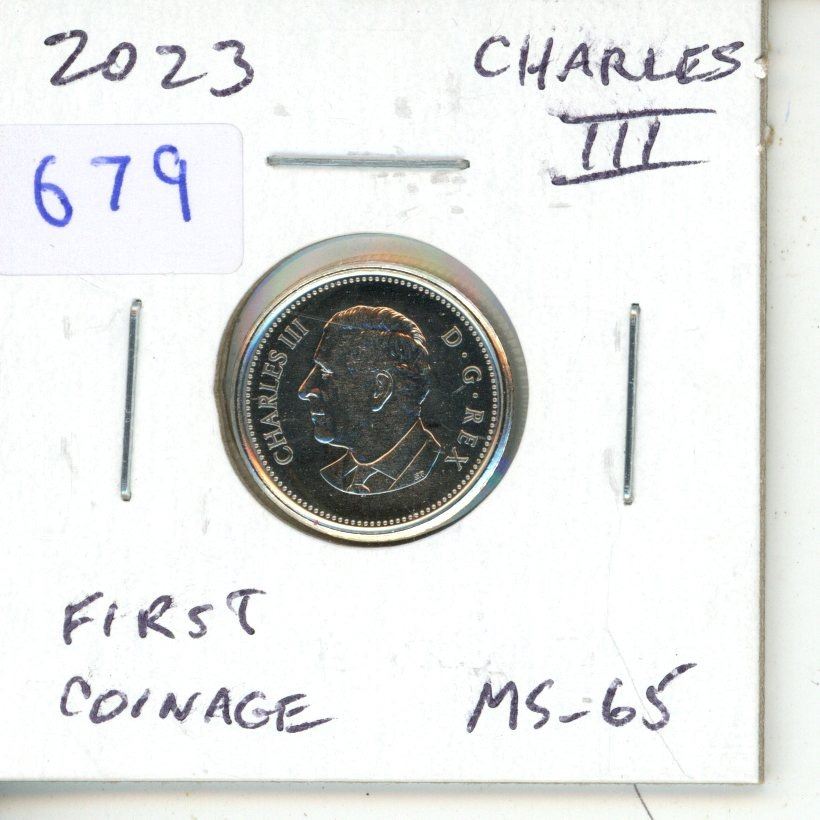 2023
CHARLES
III
679
CHARLES III D·G·REX
FIRST
COINAGE
MS-65